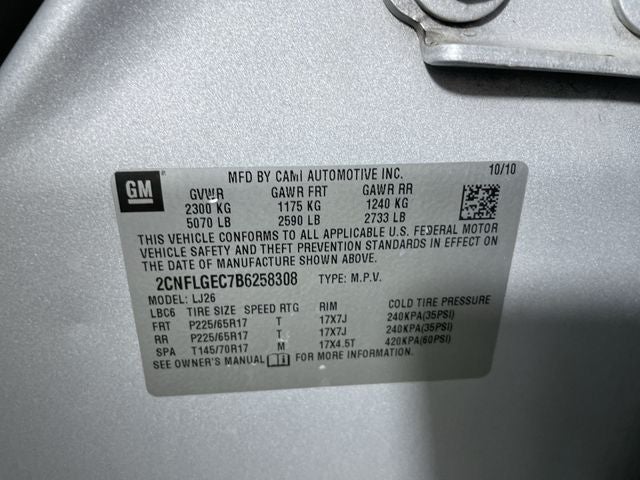 GM
MFD BY CAMI AUTOMOTIVE INC. 10/10
GVWR GAWR FRT GAWR RR
2300 KG 1175 KG 1240 KG
5070 LB 2590 LB 2733 LB
THIS VEHICLE CONFORMS TO ALL APPLICABLE U.S. FEDERAL MOTOR
VEHICLE SAFETY AND THEFT PREVENTION STANDARDS IN EFFECT ON
THE DATE OF MANUFACTURE SHOWN ABOVE.
2CNFLGEC7B6258308 TYPE: M.P.V.
MODEL: LJ26
LBC6 TIRE SIZE SPEED RTG RIM COLD TIRE PRESSURE
FRT P225/65R17 T 17X7J 240KPA(35PSI)
RR P225/65R17 T 17X7J 240KPA(35PSI)
SPA T145/70R17 M 17X4.5T 420KPA(60PSI)
SEE OWNER'S MANUAL FOR MORE INFORMATION.